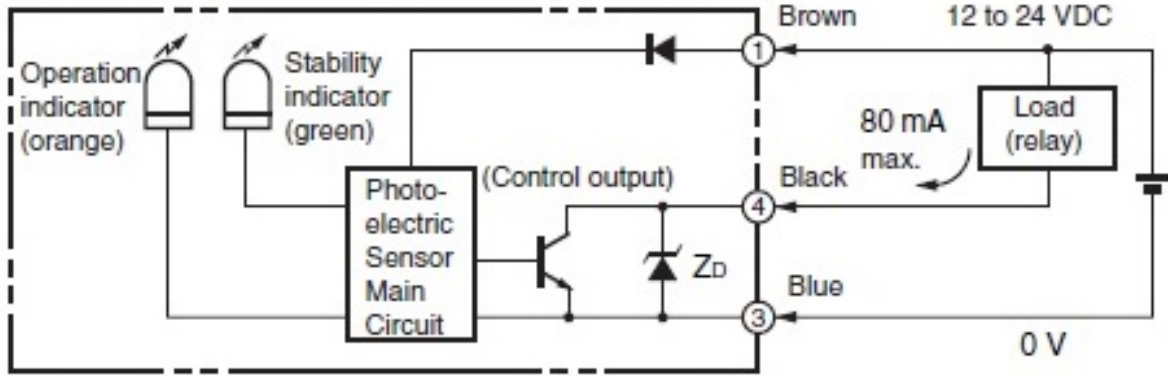 Brown
12 to 24 VDC
1
Operation
indicator
(orange)
Stability
indicator
(green)
Load
(relay)
80 mA
max.
Photo-
electric
Sensor
Main
Circuit
(Control output)
Black
4
ZD
Blue
3
0 V